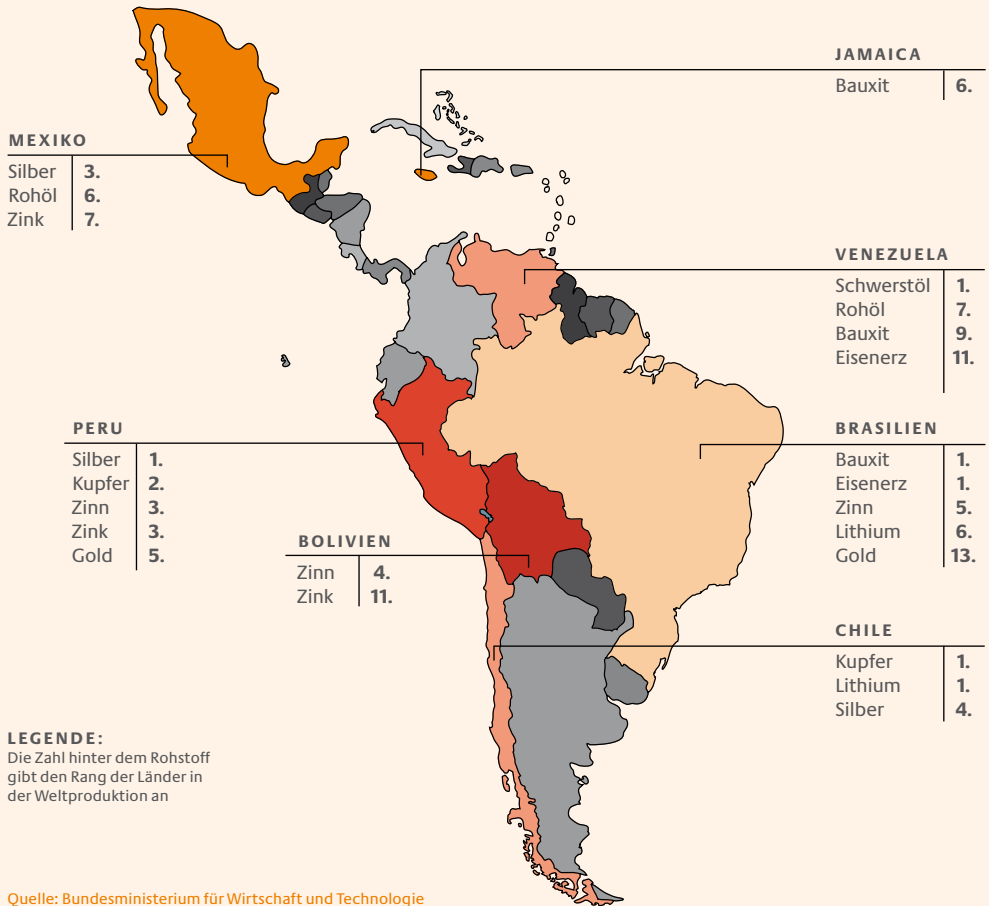 JAMAICA
Bauxit 6.
MEXIKO
Silber 3.
Rohöl 6.
Zink 7.
VENEZUELA
Schwerstöl 1.
Rohöl 7.
Bauxit 9.
Eisenerz 11.
PERU
Silber 1.
Kupfer 2.
Zinn 3.
Zink 3.
Gold 5.
BRASILIEN
Bauxit 1.
Eisenerz 1.
Zinn 5.
Lithium 6.
Gold 13.
BOLIVIEN
Zinn 4.
Zink 11.
CHILE
Kupfer 1.
Lithium 1.
Silber 4.
LEGENDE:
Die Zahl hinter dem Rohstoff
gibt den Rang der Länder in
der Weltproduktion an
Quelle: Bundesministerium für Wirtschaft und Technologie